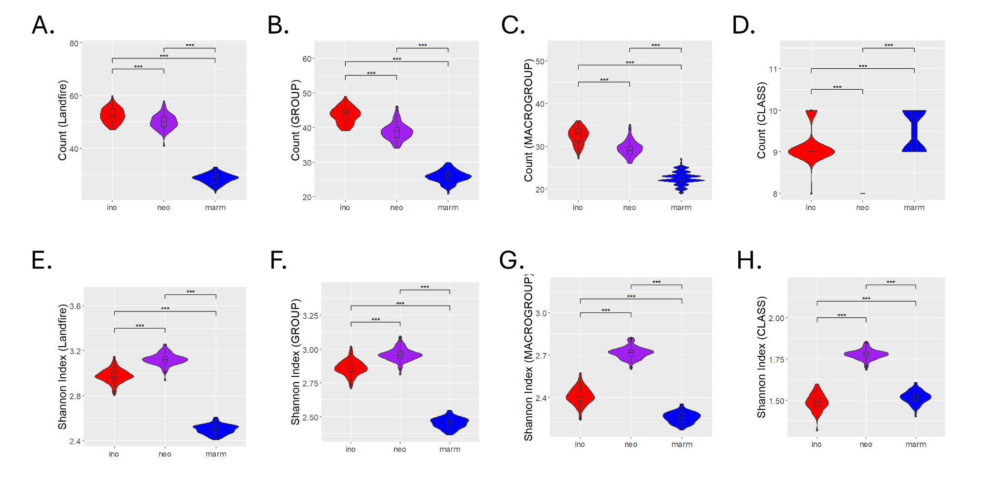 A.
B.
C.
D.
Count (Landfire)
80
60
40
***
***
***
ino neo marm
Count (GROUP)
60
50
40
30
20
***
***
***
ino neo marm
Count (MACROGROUP)
50
40
30
20
***
***
***
ino neo marm
Count (CLASS)
11
10
9
8
***
***
***
ino neo marm
E.
F.
G.
H.
Shannon Index (Landfire)
3.6
3.2
2.8
2.4
***
***
***
ino neo marm
Shannon Index (GROUP)
3.25
3.00
2.75
2.50
***
***
***
ino neo marm
Shannon Index (MACROGROUP)
3.0
2.7
2.4
***
***
***
ino neo marm
Shannon Index (CLASS)
2.00
1.75
1.50
***
***
***
ino neo marm